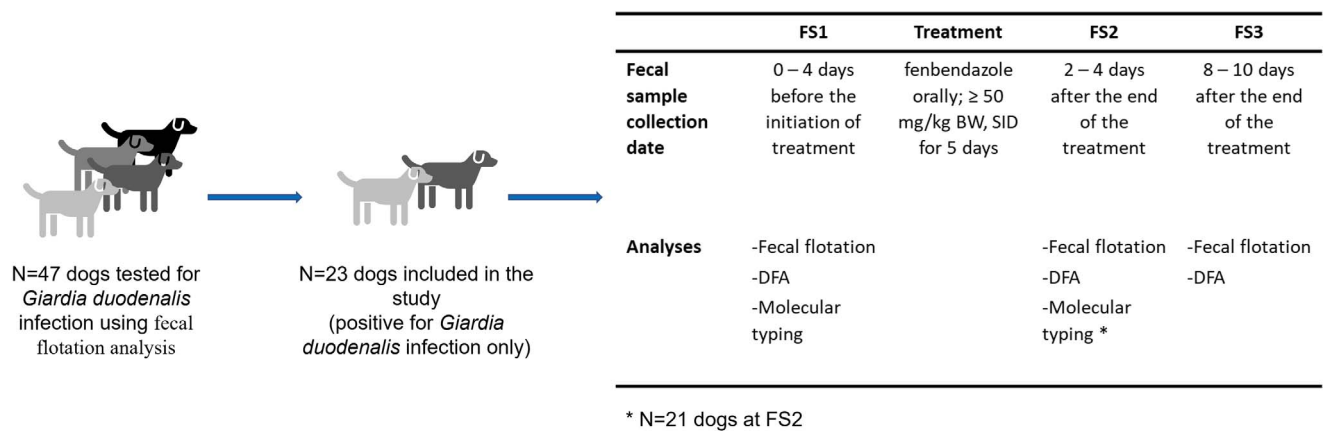 N=47 dogs tested for
Giardia duodenalis
infection using fecal
flotation analysis
N=23 dogs included in the
study
(positive for Giardia
duodenalis infection only)
FS1 Treatment FS2 FS3
Fecal 0 – 4 days fenbendazole 2 – 4 days 8 – 10 days
sample before the orally; ≥ 50 after the end after the end
collection initiation of mg/kg BW, SID of the of the
date treatment for 5 days treatment treatment
Analyses -Fecal flotation -Fecal flotation -Fecal flotation
-DFA -DFA -DFA
-Molecular -Molecular
typing typing *
* N=21 dogs at FS2